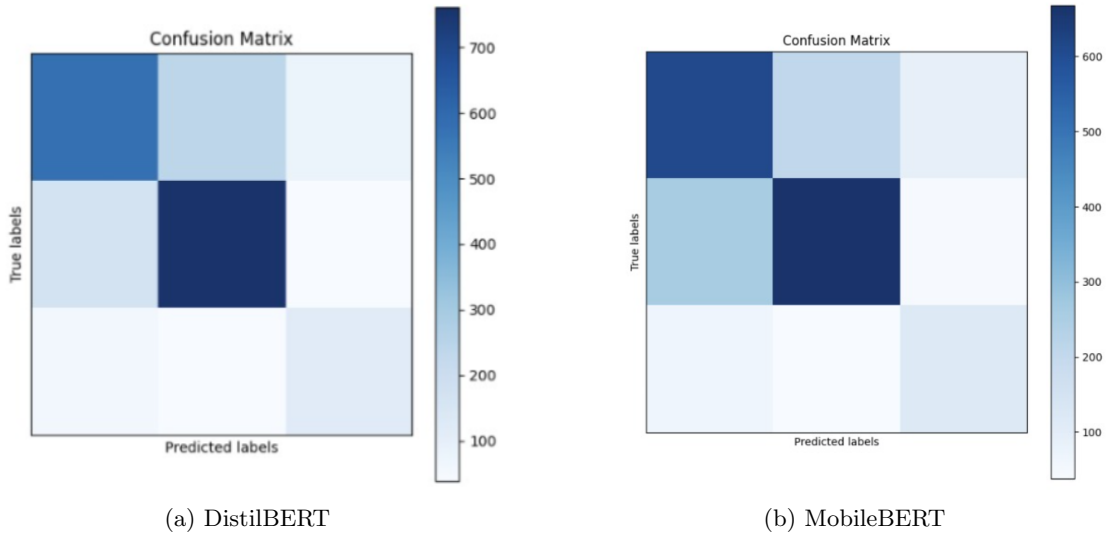 Confusion Matrix
700
600
500
400
300
200
100
True labels
Predicted labels
(a) DistilBERT
Confusion Matrix
600
500
400
300
200
100
True labels
Predicted labels
(b) MobileBERT